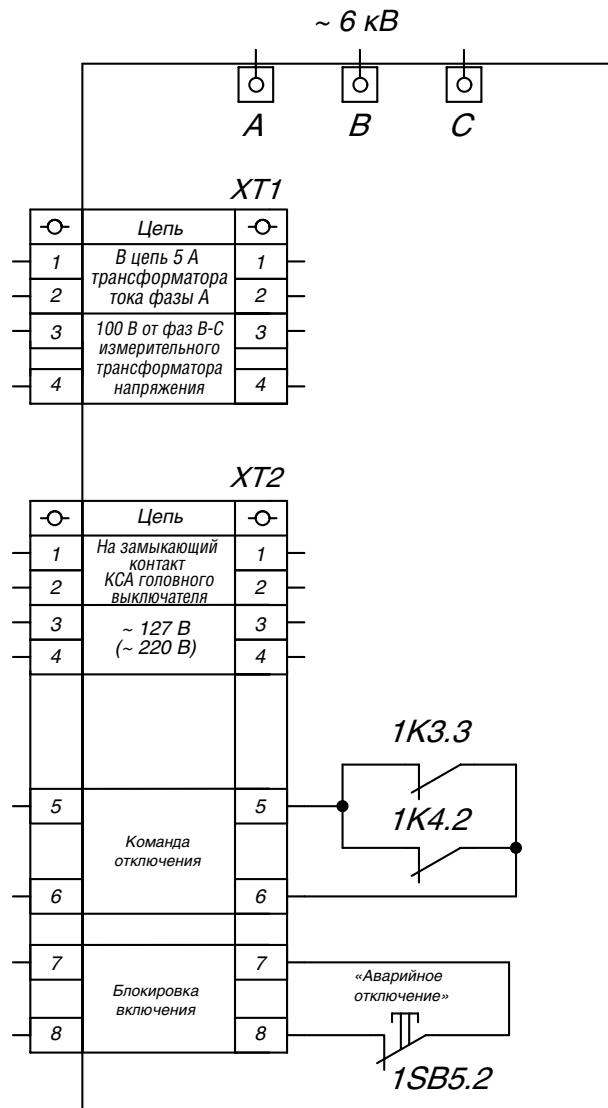 ~ 6 кВ
A B C
XT1
Цепь
1 В цепь 5 А 1
трансформатора
2 тока фазы А 2
3 100 В от фаз В-С 3
измерительного
трансформатора
4 напряжения 4
XT2
Цепь
1 На замыкающий 1
контакт
2 КСА головного 2
выключателя
3 ~ 127 В 3
4 (~ 220 В) 4
1К3.3
5 5 1К4.2
Команда
отключения
6 6
7 7 «Аварийное
Блокировка отключение»
включения
8 8
1SB5.2